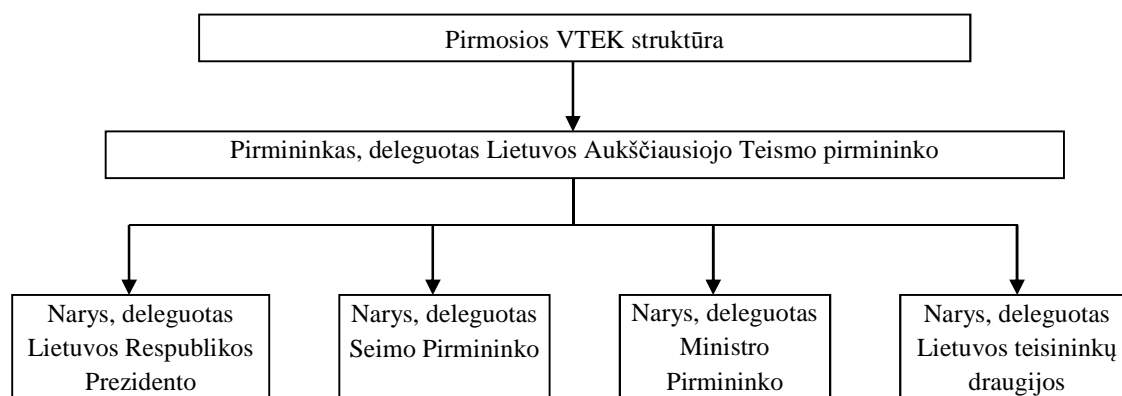 Pirmosios VTEK struktūra
Pirmininkas, deleguotas Lietuvos Aukščiausiojo Teismo pirmininko
Narys, deleguotas
Lietuvos Respublikos
Prezidento
Narys, deleguotas
Seimo Pirmininko
Narys, deleguotas
Ministro
Pirmininko
Narys, deleguotas
Lietuvos teisininkų
draugijos